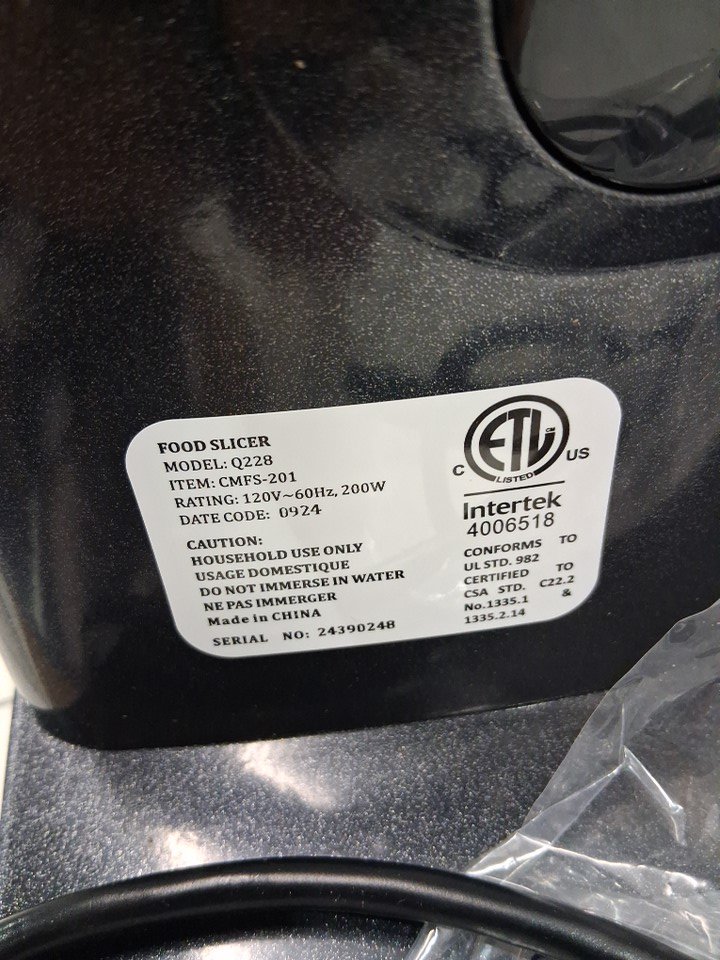 FOOD SLICER
MODEL: Q228
ITEM: CMFS-201
RATING: 120V~60Hz, 200W
DATE CODE: 0924
CAUTION:
HOUSEHOLD USE ONLY
USAGE DOMESTIQUE
DO NOT IMMERSE IN WATER
NE PAS IMMERGER
Made in CHINA
SERIAL NO: 24390248
ETL
CM
C US
LISTED
Intertek
4006518
CONFORMS TO
UL STD. 982
CERTIFIED TO
CSA STD. C22.2
No.1335.1 &
1335.2.14